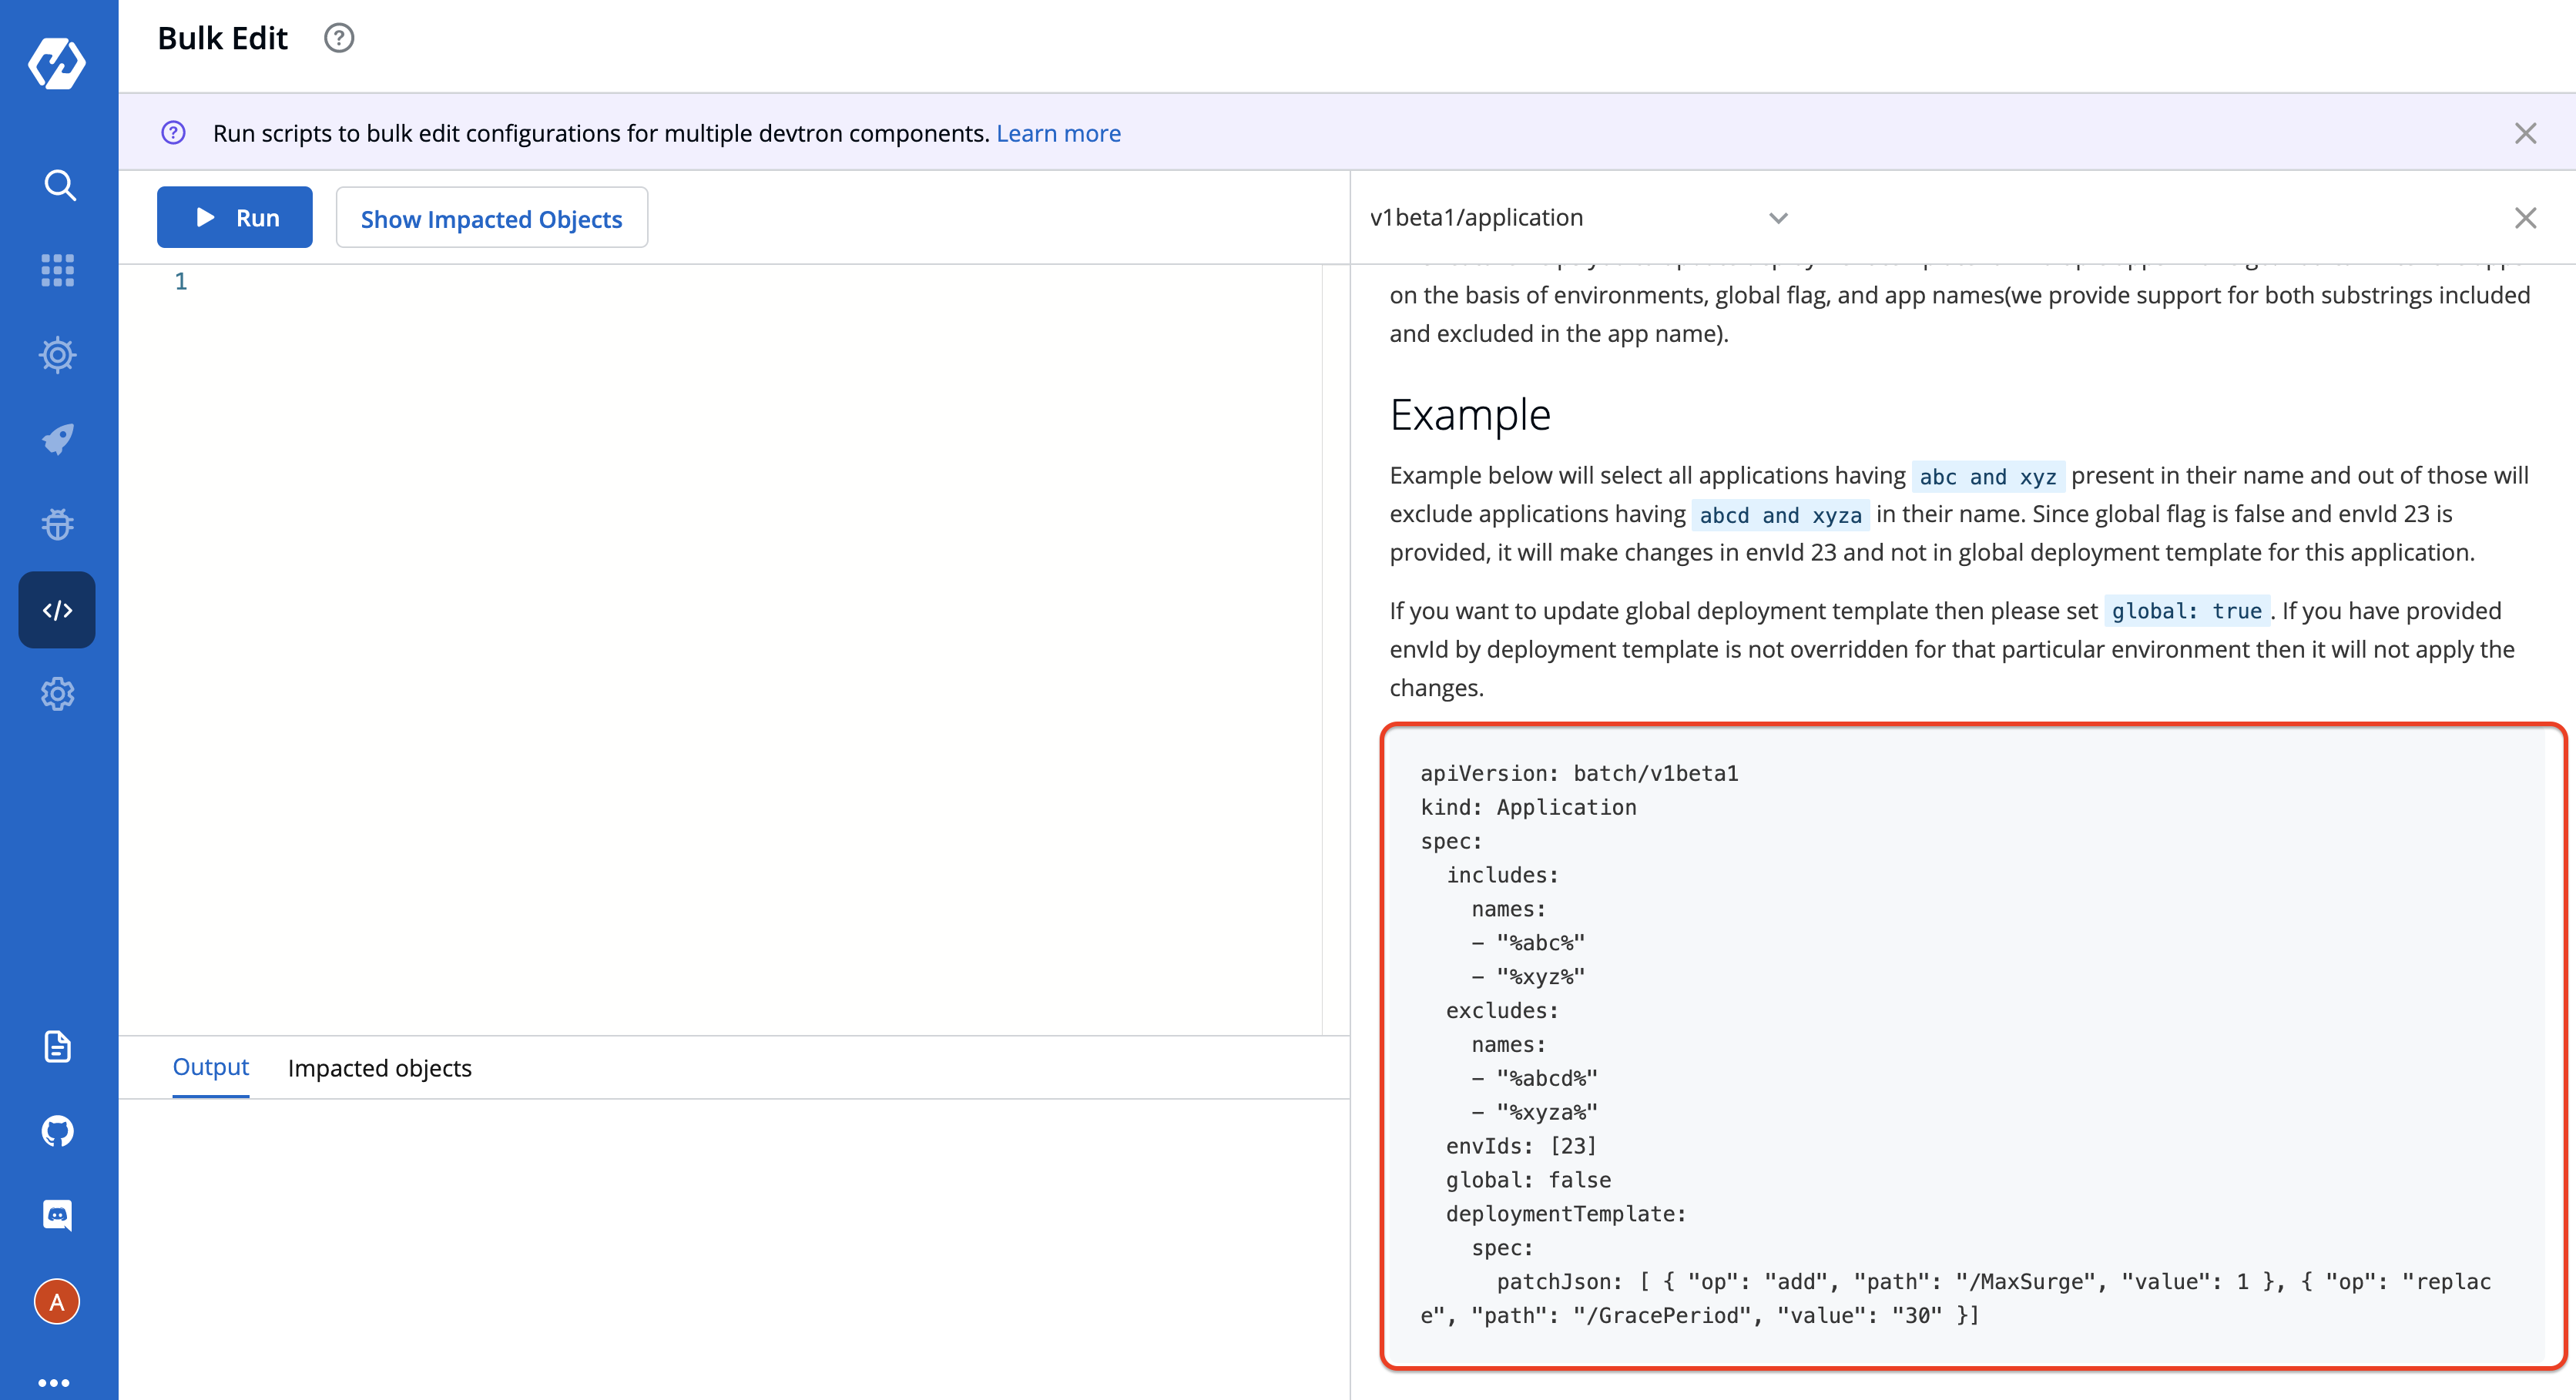 Bulk Edit
Run scripts to bulk edit configurations for multiple devtron components. Learn more
Run
Show Impacted Objects
1
Output
Impacted objects
A
v1beta1/application
on the basis of environments, global flag, and app names(we provide support for both substrings included
and excluded in the app name).
Example
Example below will select all applications having abc and xyz present in their name and out of those will
exclude applications having abcd and xyza in their name. Since global flag is false and envId 23 is
provided, it will make changes in envId 23 and not in global deployment template for this application.
If you want to update global deployment template then please set global: true. If you have provided
envId by deployment template is not overridden for that particular environment then it will not apply the
changes.
apiVersion: batch/v1beta1
kind: Application
spec:
  includes:
    names:
    - "%abc%"
    - "%xyz%"
  excludes:
    names:
    - "%abcd%"
    - "%xyza%"
  envIds: [23]
  global: false
  deploymentTemplate:
    spec:
      patchJson: [ { "op": "add", "path": "/MaxSurge", "value": 1 }, { "op": "replac
e", "path": "/GracePeriod", "value": "30" }]